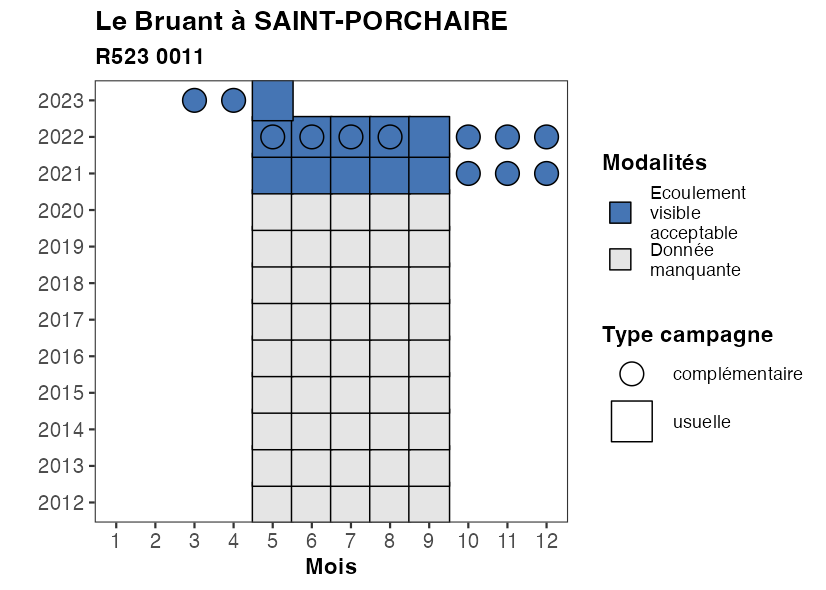 Le Bruant à SAINT-PORCHAIRE
R523 0011
2023
2022
2021
2020
2019
2018
2017
2016
2015
2014
2013
2012
1 2 3 4 5 6 7 8 9 10 11 12
Mois
Modalités
Ecoulement
visible
acceptable
Donnée
manquante
Type campagne
complémentaire
usuelle